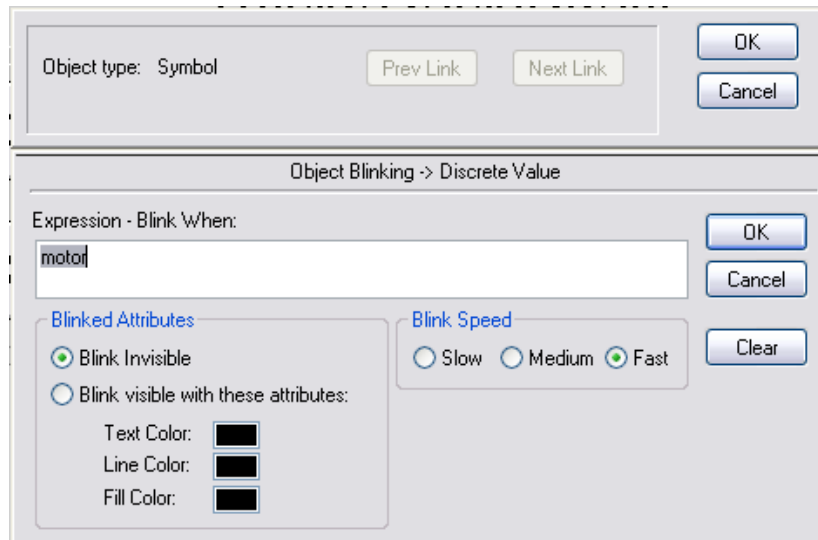 Object type: Symbol
Prev Link
Next Link
OK
Cancel
Object Blinking -> Discrete Value
Expression - Blink When:
motor
OK
Cancel
Clear
Blinked Attributes
Blink Invisible
Blink visible with these attributes:
Text Color:
Line Color:
Fill Color:
Blink Speed
Slow Medium Fast